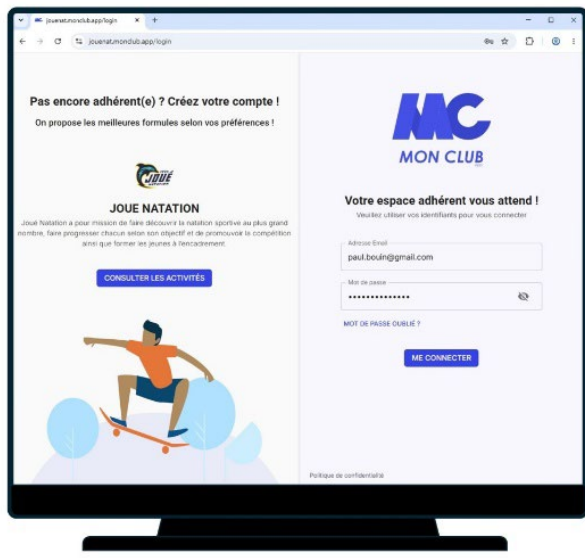 jouenat.monclub.app/login
jouenat.monclub.app/login
Pas encore adhérent(e) ? Créez votre compte !
On propose les meilleures formules selon vos préférences !
JOUÉ
JOUE NATATION
Joué Natation a pour mission de faire découvrir la natation sportive au plus grand
nombre, faire progresser chacun selon son objectif et de promouvoir la compétition
ainsi que former les jeunes à l'encadrement
CONSULTER LES ACTIVITÉS
MC
MON CLUB
Votre espace adhérent vous attend !
Veuillez utiliser vos identifiants pour vous connecter
Adresse Email
paul.bouin@gmail.com
Mot de passe
••••••••••••••
MOT DE PASSE OUBLIÉ ?
ME CONNECTER
Politique de confidentialité